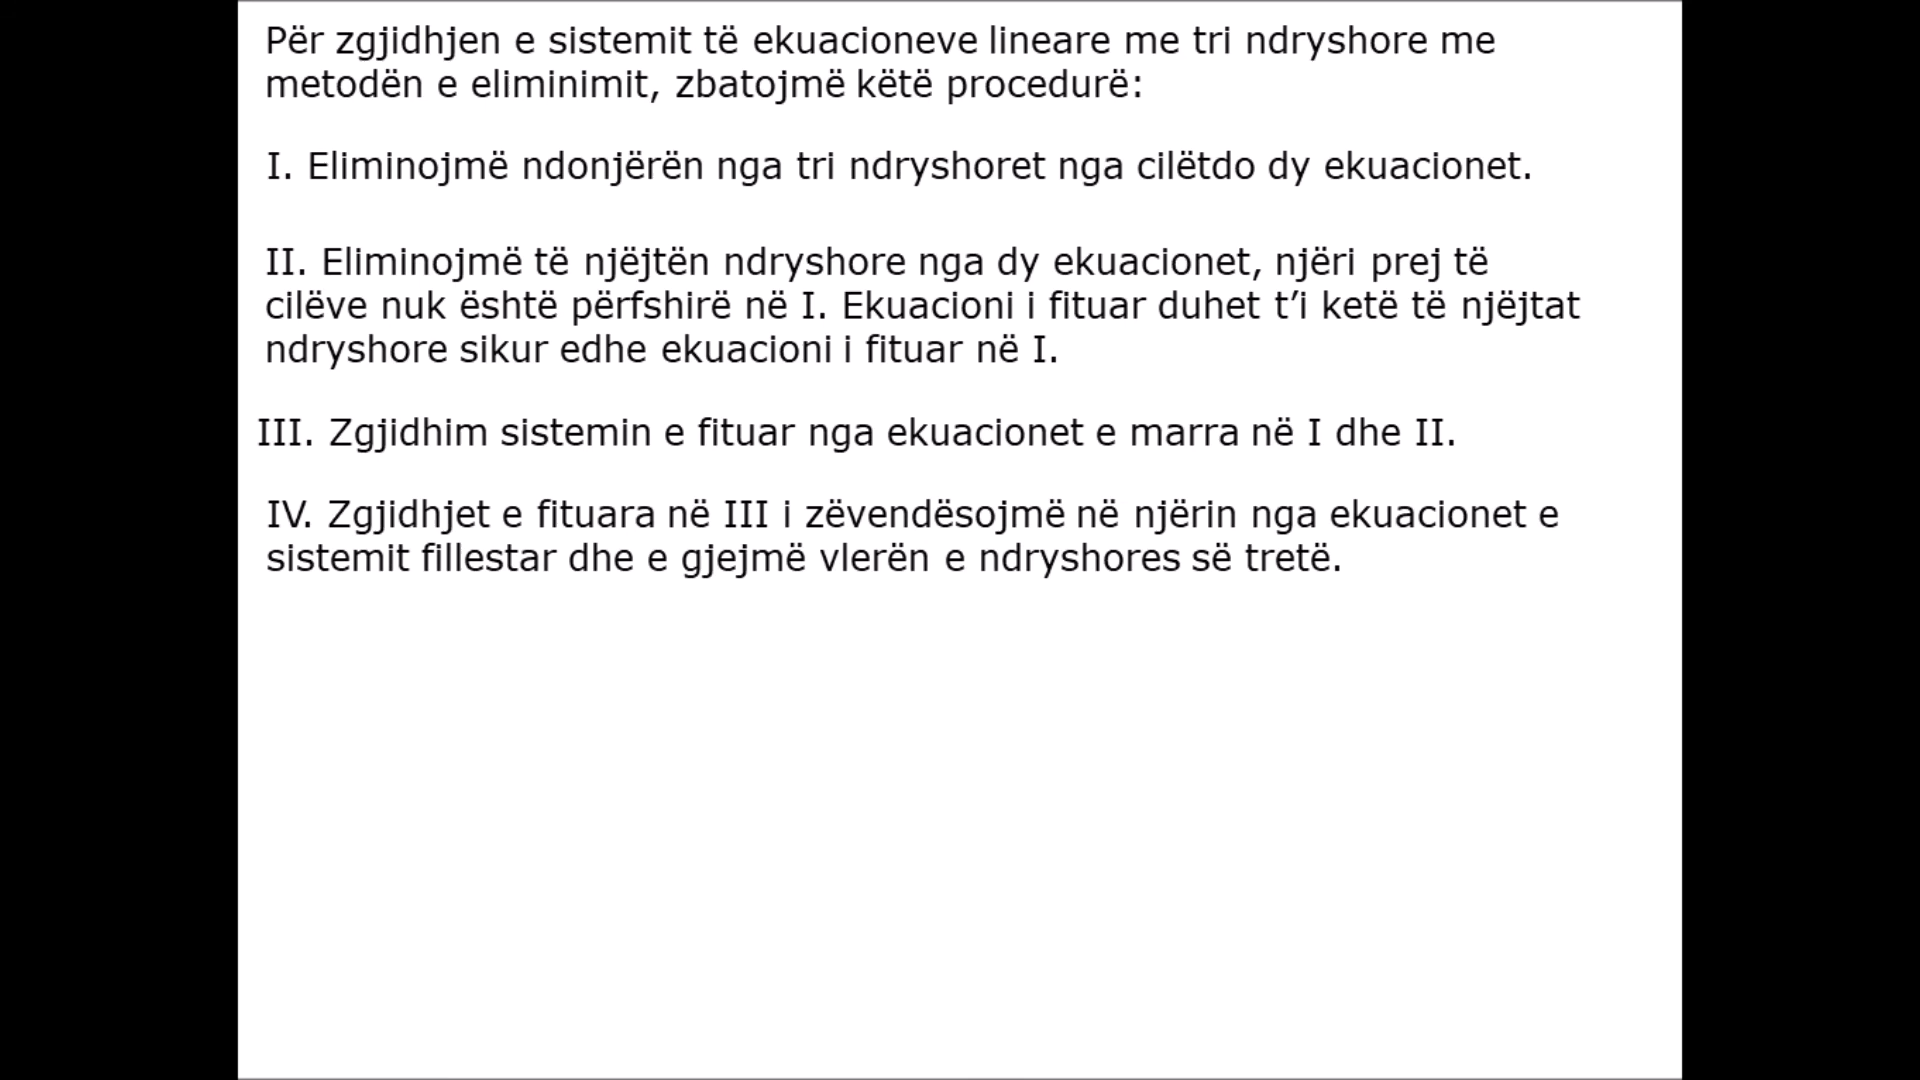 Për zgjidhjen e sistemit të ekuacioneve lineare me tri ndryshore me
metodën e eliminimit, zbatojmë këtë procedurë:
I. Eliminojmë ndonjërën nga tri ndryshoret nga cilëtdo dy ekuacionet.
II. Eliminojmë të njëjtën ndryshore nga dy ekuacionet, njëri prej të
cilëve nuk është përfshirë në I. Ekuacioni i fituar duhet t’i ketë të njëjtat
ndryshore sikur edhe ekuacioni i fituar në I.
III. Zgjidhim sistemin e fituar nga ekuacionet e marra në I dhe II.
IV. Zgjidhjet e fituara në III i zëvendësojmë në njërin nga ekuacionet e
sistemit fillestar dhe e gjejmë vlerën e ndryshores së tretë.